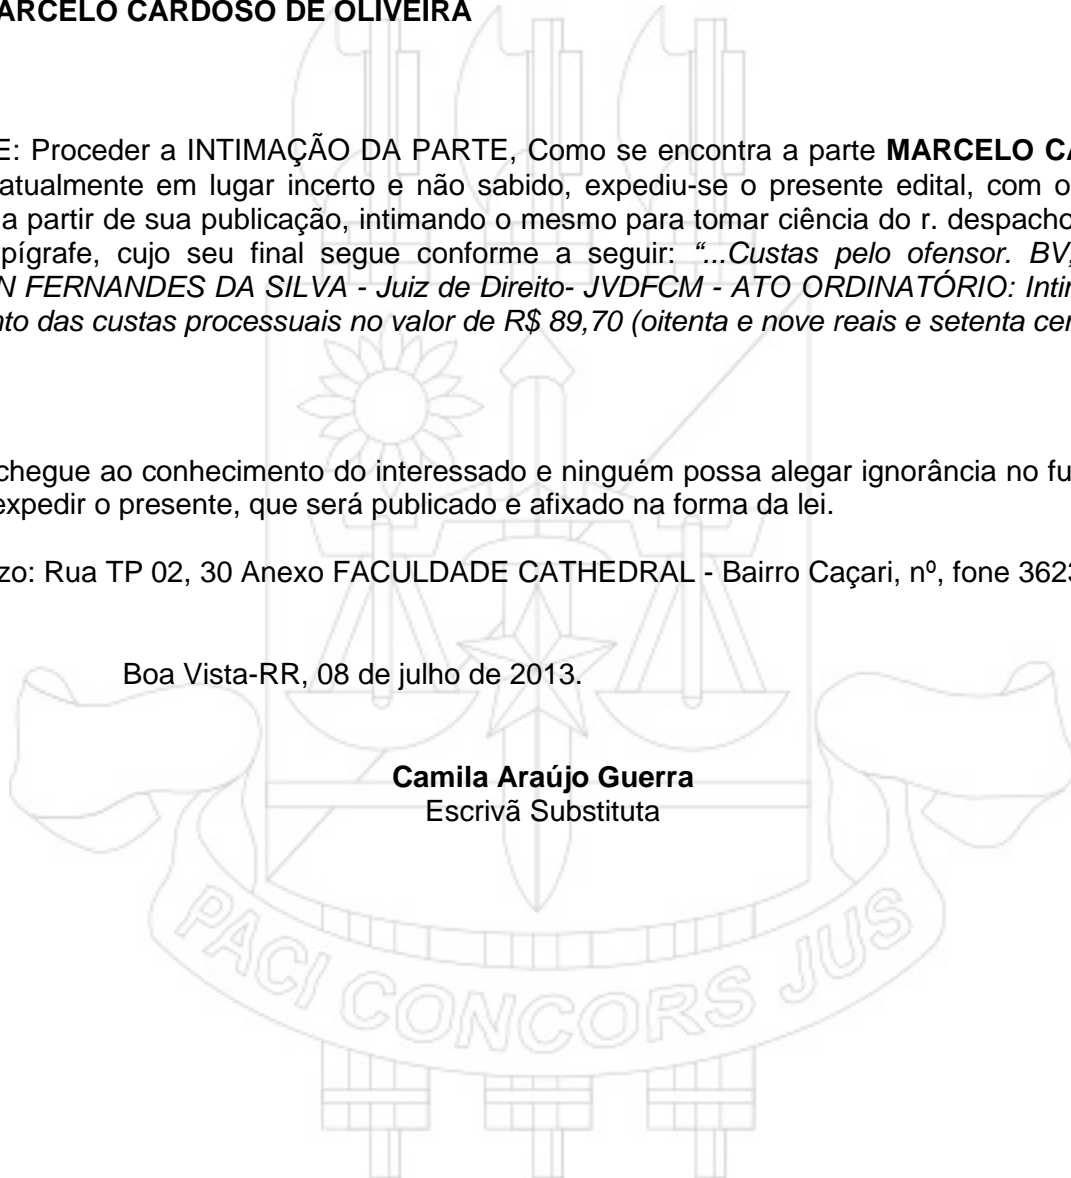 ARCELO CARDOSO DE OLIVEIRA
E: Proceder a INTIMAÇÃO DA PARTE, Como se encontra a parte MARCELO CA
atualmente em lugar incerto e não sabido, expediu-se o presente edital, com o
a partir de sua publicação, intimando o mesmo para tomar ciência do r. despacho
pígrafe, cujo seu final segue conforme a seguir: “...Custas pelo ofensor. BV,
N FERNANDES DA SILVA - Juiz de Direito- JVDFCM - ATO ORDINATÓRIO: Intir
nto das custas processuais no valor de R$ 89,70 (oitenta e nove reais e setenta cer
chegue ao conhecimento do interessado e ninguém possa alegar ignorância no fu
expedir o presente, que será publicado e afixado na forma da lei.
zo: Rua TP 02, 30 Anexo FACULDADE CATHEDRAL - Bairro Caçari, nº, fone 3623
Boa Vista-RR, 08 de julho de 2013.
Camila Araújo Guerra
Escrivã Substituta
PACI CONCORS JUS